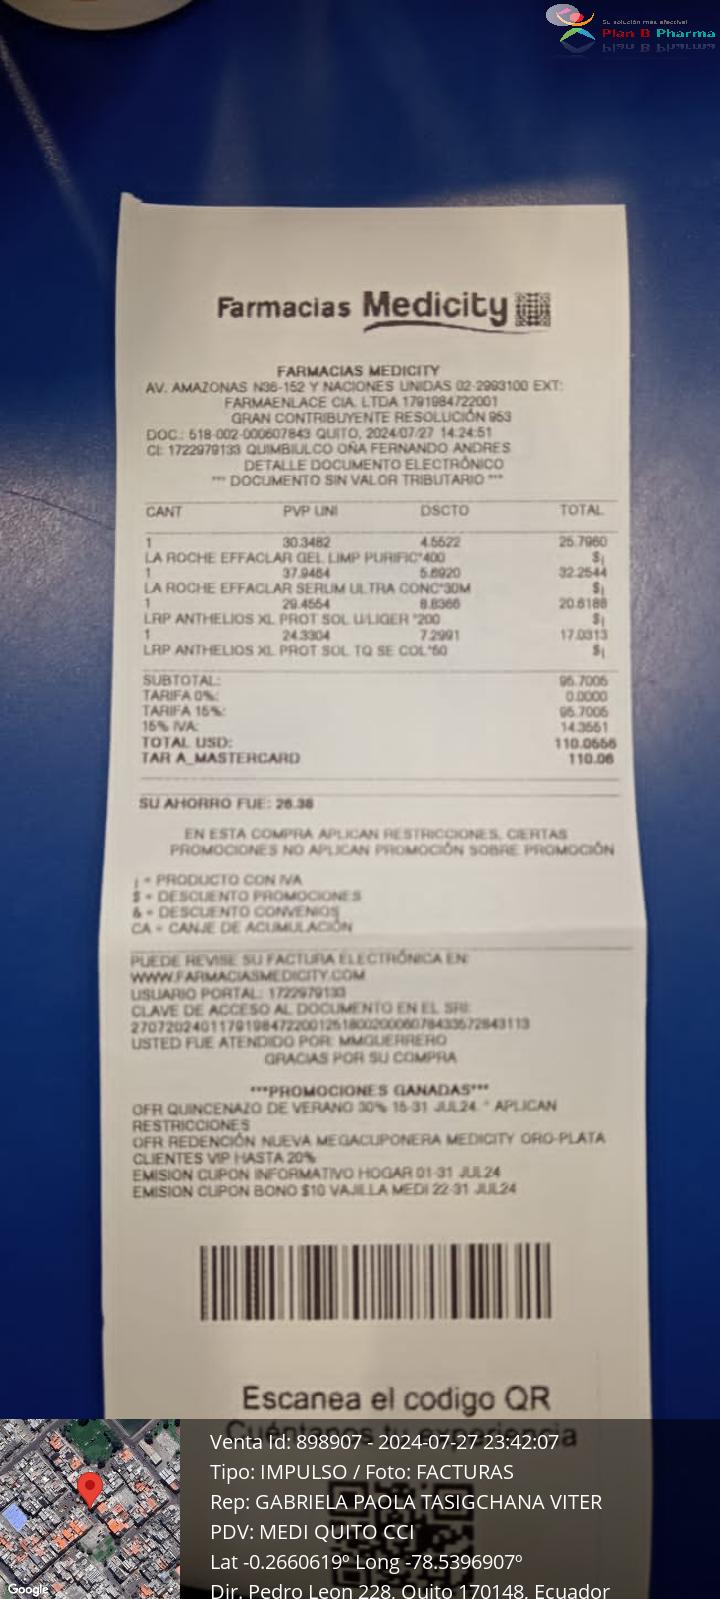 Su solución más efectiva!
Plan B Pharma
Farmacias Medicity
FARMACIAS MEDICITY
AV. AMAZONAS N36-152 Y NACIONES UNIDAS 02-2993100 EXT:
FARMAENLACE CIA. LTDA 1791984722001
GRAN CONTRIBUYENTE RESOLUCIÓN 953
DOC.: 518-002-000607843 QUITO, 2024/07/27 14:24:51
CI: 1722979133 QUIMBIULCO OÑA FERNANDO ANDRES
DETALLE DOCUMENTO ELECTRÓNICO
*** DOCUMENTO SIN VALOR TRIBUTARIO ***
CANT PVP UNI DSCTO TOTAL
1 30.3482 4.5522 25.7960
LA ROCHE EFFACLAR GEL LIMP PURIFIC*400 $¡
1 37.9464 5.6920 32.2544
LA ROCHE EFFACLAR SERUM ULTRA CONC*30M $¡
1 29.4554 8.8366 20.6188
LRP ANTHELIOS XL PROT SOL U/LIGER *200 $¡
1 24.3304 7.2991 17.0313
LRP ANTHELIOS XL PROT SOL TQ SE COL*50 $¡
SUBTOTAL: 95.7005
TARIFA 0%: 0.0000
TARIFA 15%: 95.7005
15% IVA: 14.3551
TOTAL USD: 110.0556
TAR A_MASTERCARD 110.06
SU AHORRO FUE: 26.38
EN ESTA COMPRA APLICAN RESTRICCIONES, CIERTAS
PROMOCIONES NO APLICAN PROMOCIÓN SOBRE PROMOCIÓN
¡ = PRODUCTO CON IVA
$ = DESCUENTO PROMOCIONES
& = DESCUENTO CONVENIOS
CA = CANJE DE ACUMULACIÓN
PUEDE REVISE SU FACTURA ELECTRÓNICA EN:
WWW.FARMACIASMEDICITY.COM
USUARIO PORTAL: 1722979133
CLAVE DE ACCESO AL DOCUMENTO EN EL SRI:
USTED FUE ATENDIDO POR: MMGUERRERO
GRACIAS POR SU COMPRA
***PROMOCIONES GANADAS***
OFR QUINCENAZO DE VERANO 30% 15-31 JUL24. * APLICAN
RESTRICCIONES
OFR REDENCIÓN NUEVA MEGACUPONERA MEDICITY ORO-PLATA
CLIENTES VIP HASTA 20%
EMISION CUPON INFORMATIVO HOGAR 01-31 JUL24
EMISION CUPON BONO $10 VAJILLA MEDI 22-31 JUL24
Escanea el codigo QR
Cuéntanos tu experiencia
Venta Id: 898907 - 2024-07-27 23:42:07
Tipo: IMPULSO / Foto: FACTURAS
Rep: GABRIELA PAOLA TASIGCHANA VITER
PDV: MEDI QUITO CCI
Lat -0.2660619º Long -78.5396907º
Dir. Pedro Leon 228, Quito 170148, Ecuador
Google